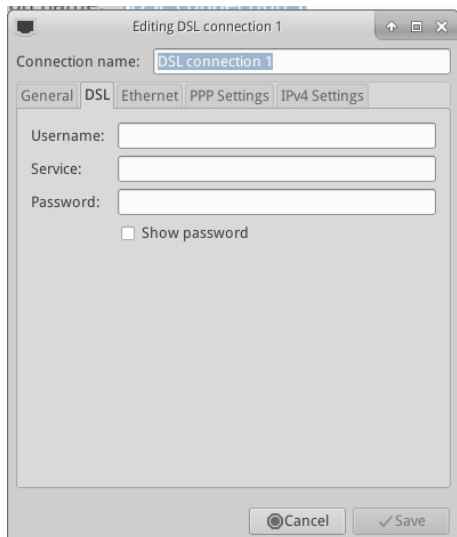 Editing DSL connection 1
Connection name: DSL connection 1
General DSL Ethernet PPP Settings IPv4 Settings
Username:
Service:
Password:
Show password
Cancel Save